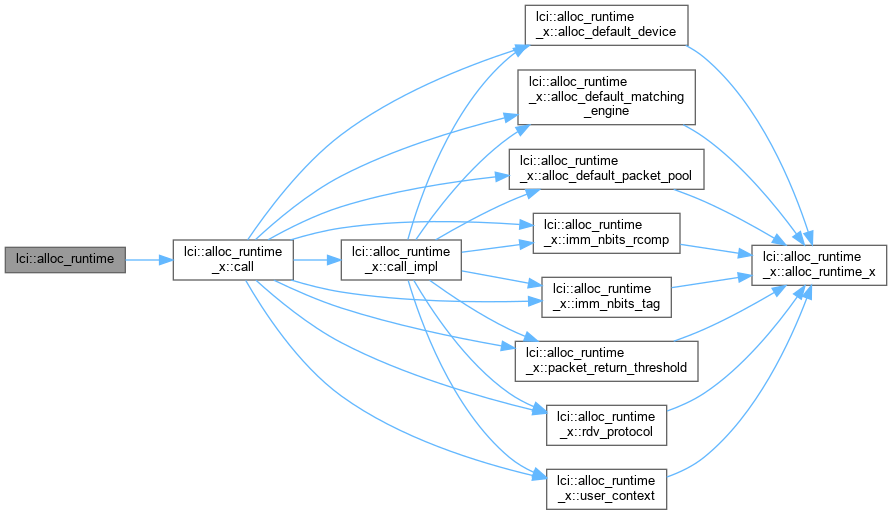 lci::alloc_runtime
lci::alloc_runtime
_x::call
lci::alloc_runtime
_x::call_impl
lci::alloc_runtime
_x::alloc_default_device
lci::alloc_runtime
_x::alloc_default_matching
_engine
lci::alloc_runtime
_x::alloc_default_packet_pool
lci::alloc_runtime
_x::imm_nbits_rcomp
lci::alloc_runtime
_x::imm_nbits_tag
lci::alloc_runtime
_x::packet_return_threshold
lci::alloc_runtime
_x::rdv_protocol
lci::alloc_runtime
_x::user_context
lci::alloc_runtime
_x::alloc_runtime_x